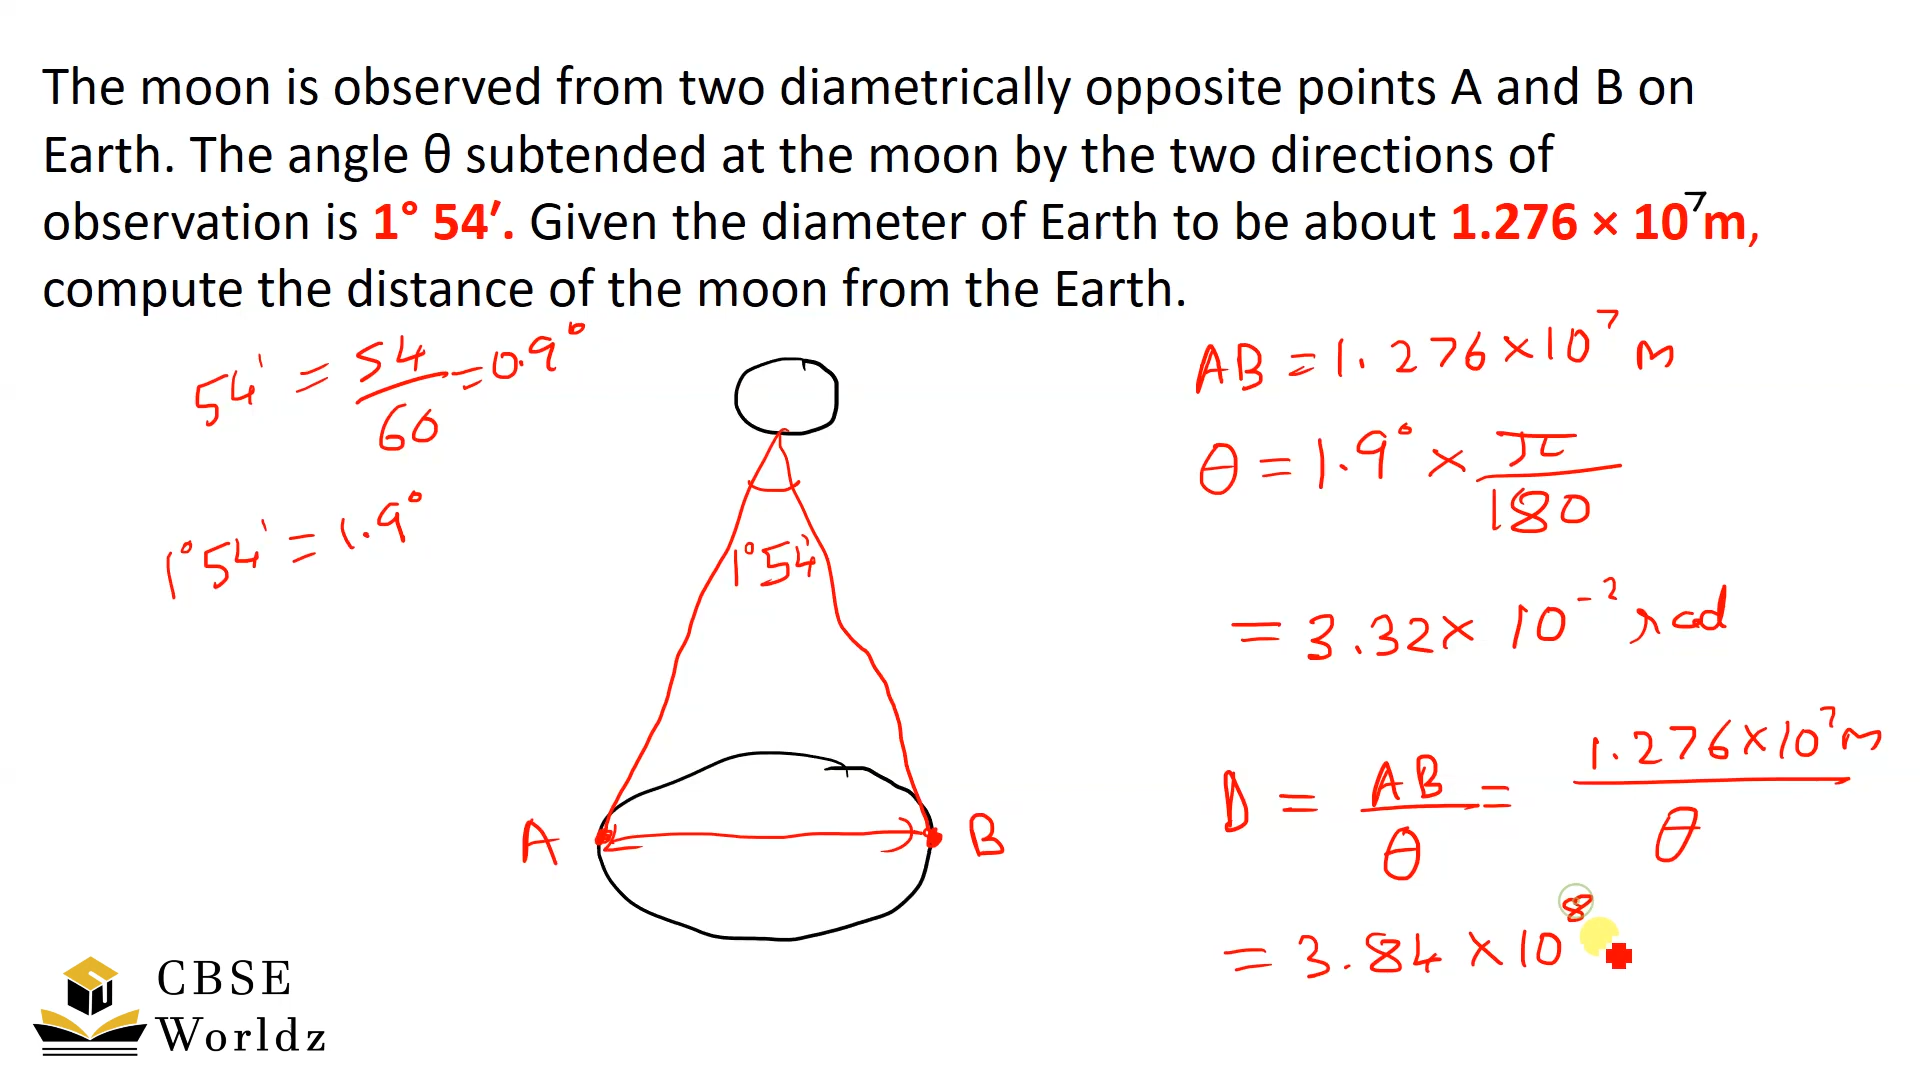 The moon is observed from two diametrically opposite points A and B on
Earth. The angle θ subtended at the moon by the two directions of
observation is 1° 54′. Given the diameter of Earth to be about 1.276 × 10⁷m,
compute the distance of the moon from the Earth.
54' = 54/60 = 0.9°
1°54' = 1.9°
1°54'
A
B
AB = 1.276×10⁷ m
θ = 1.9° × π/180
= 3.32× 10⁻² rad
D = AB/θ = 1.276×10⁷m/θ
= 3.84 ×10⁸
CBSE
Worldz